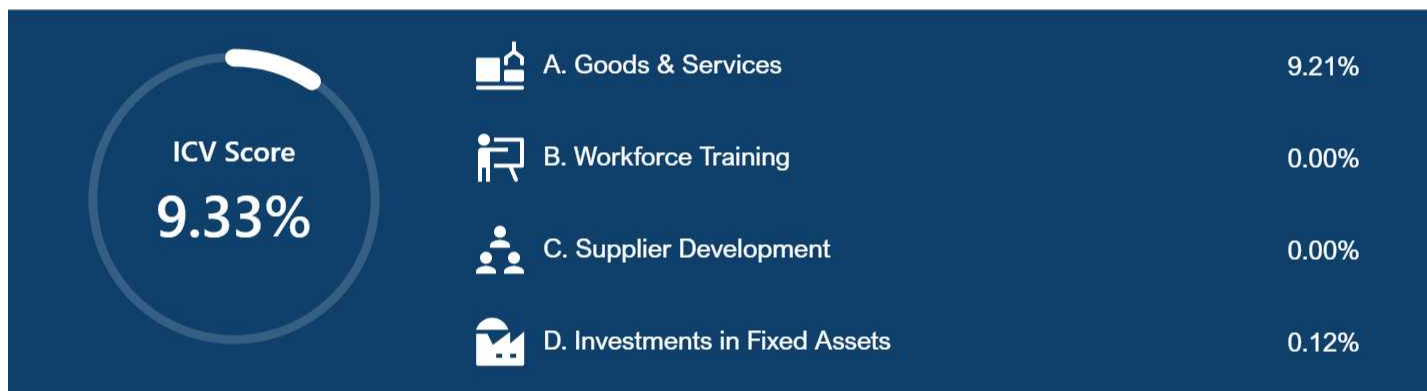 ICV Score
9.33%
A. Goods & Services 9.21%
B. Workforce Training 0.00%
C. Supplier Development 0.00%
D. Investments in Fixed Assets 0.12%